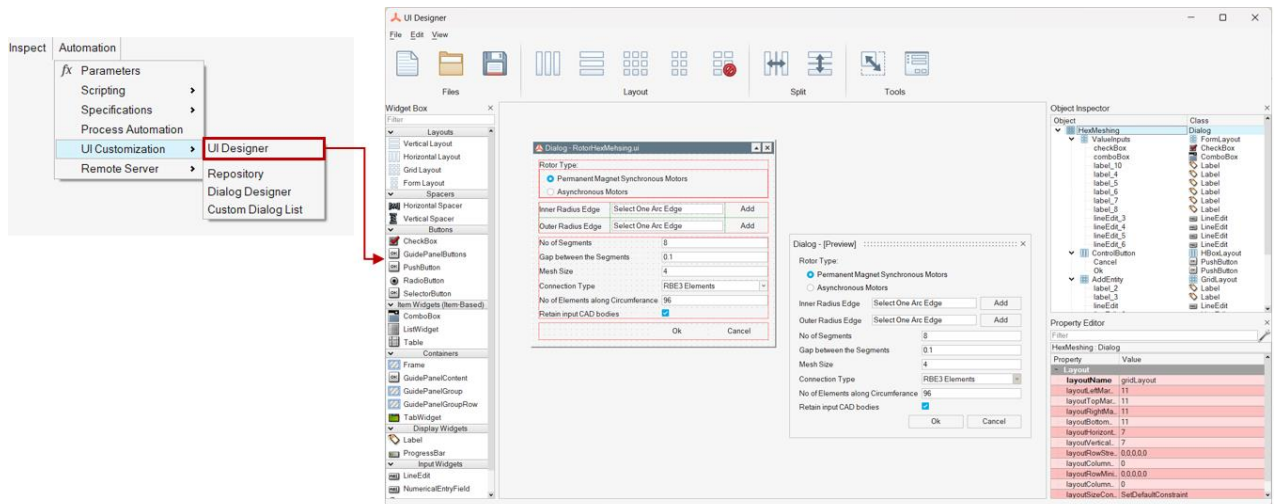 Inspect Automation
fx Parameters
Scripting
Specifications
Process Automation
UI Customization
Remote Server
UI Designer
Repository
Dialog Designer
Custom Dialog List
UI Designer
File Edit View
Files Layout Split Tools
Widget Box
Filter
Layouts
Vertical Layout
Horizontal Layout
Grid Layout
Form Layout
Spacers
Horizontal Spacer
Vertical Spacer
Buttons
CheckBox
GuidePanelButtons
PushButton
RadioButton
SelectorButton
Item Widgets (Item-Based)
ComboBox
ListWidget
Table
Containers
Frame
GuidePanelContent
GuidePanelGroup
GuidePanelGroupRow
TabWidget
Display Widgets
Label
ProgressBar
Input Widgets
LineEdit
NumericalEntryField
Dialog - RotorHexMehsing.ui
Rotor Type:
Permanent Magnet Synchronous Motors
Asynchronous Motors
Inner Radius Edge Select One Arc Edge Add
Outer Radius Edge Select One Arc Edge Add
No of Segments 8
Gap between the Segments 0.1
Mesh Size 4
Connection Type RBE3 Elements
No of Elements along Circumferance 96
Retain input CAD bodies
Ok Cancel
Dialog - [Preview]
Rotor Type:
Permanent Magnet Synchronous Motors
Asynchronous Motors
Inner Radius Edge Select One Arc Edge Add
Outer Radius Edge Select One Arc Edge Add
No of Segments 8
Gap between the Segments 0.1
Mesh Size 4
Connection Type RBE3 Elements
No of Elements along Circumferance 96
Retain input CAD bodies
Ok Cancel
Object Inspector
Object Class
HexMeshing Dialog
ValueInputs FormLayout
checkBox CheckBox
comboBox ComboBox
label_10 Label
label_4 Label
label_5 Label
label_6 Label
label_7 Label
label_8 Label
lineEdit_3 LineEdit
lineEdit_4 LineEdit
lineEdit_5 LineEdit
lineEdit_6 LineEdit
ControlButton HBoxLayout
Cancel PushButton
Ok PushButton
AddEntity GridLayout
label_2 Label
label_3 Label
lineEdit LineEdit
Property Editor
Filter
HexMeshing : Dialog
Property Value
Layout
layoutName gridLayout
layoutLeftMar.. 11
layoutTopMar.. 11
layoutRightMa.. 11
layoutBottom.. 11
layoutHorizont.. 7
layoutVertical.. 7
layoutRowStre.. 0,0,0,0,0
layoutColumn.. 0
layoutRowMini.. 0,0,0,0,0
layoutColumn.. 0
layoutSizeCon.. SetDefaultConstraint